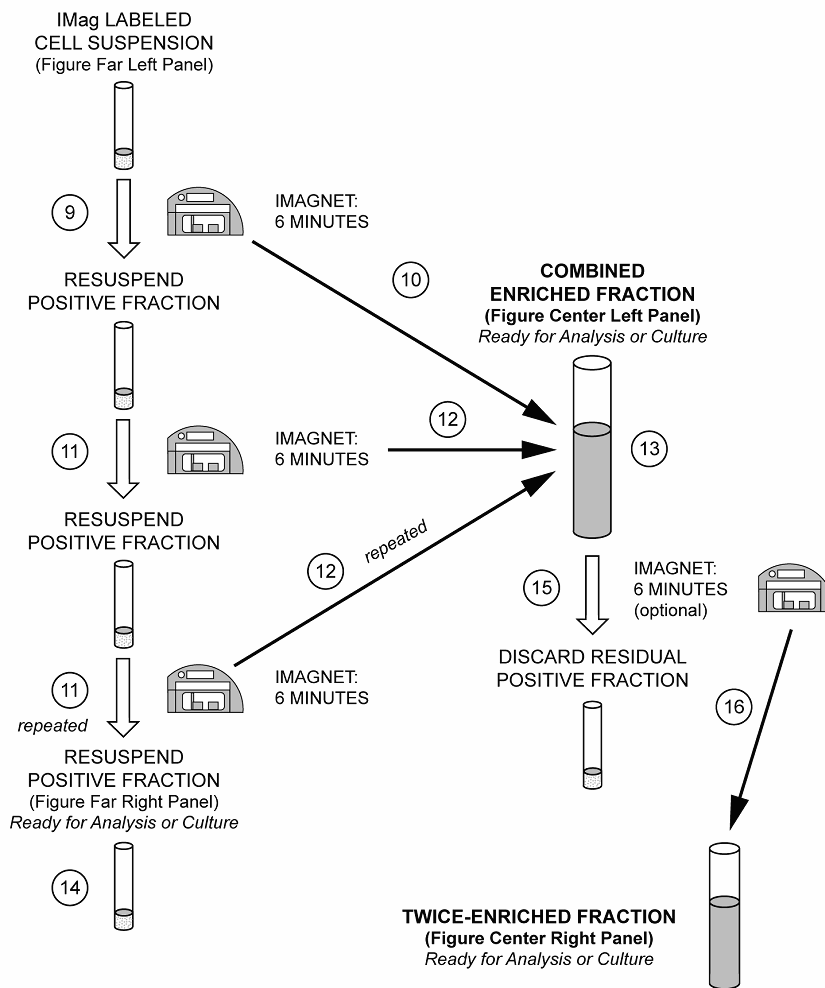 IMag LABELED
CELL SUSPENSION
(Figure Far Left Panel)
9
IMAGNET:
6 MINUTES
RESUSPEND
POSITIVE FRACTION
10
COMBINED
ENRICHED FRACTION
(Figure Center Left Panel)
Ready for Analysis or Culture
11
IMAGNET:
6 MINUTES
12
13
RESUSPEND
POSITIVE FRACTION
12
repeated
15
IMAGNET:
6 MINUTES
(optional)
11
repeated
IMAGNET:
6 MINUTES
DISCARD RESIDUAL
POSITIVE FRACTION
16
RESUSPEND
POSITIVE FRACTION
(Figure Far Right Panel)
Ready for Analysis or Culture
14
TWICE-ENRICHED FRACTION
(Figure Center Right Panel)
Ready for Analysis or Culture